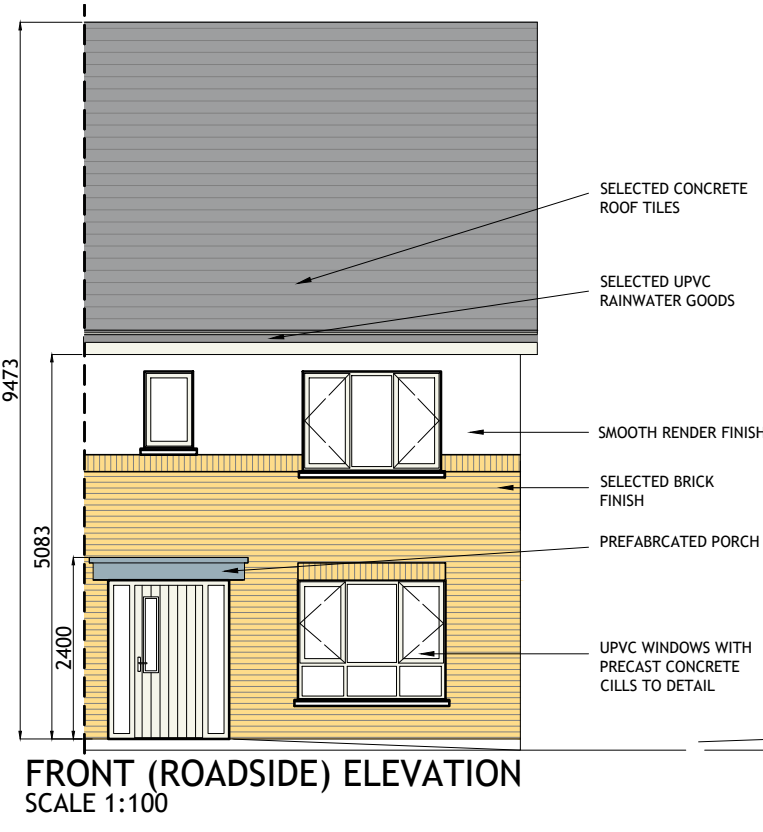 SELECTED CONCRETE
ROOF TILES
SELECTED UPVC
RAINWATER GOODS
9473
SMOOTH RENDER FINISH
SELECTED BRICK
FINISH
5083
PREFABRCATED PORCH
2400
UPVC WINDOWS WITH
PRECAST CONCRETE
CILLS TO DETAIL
FRONT (ROADSIDE) ELEVATION
SCALE 1:100